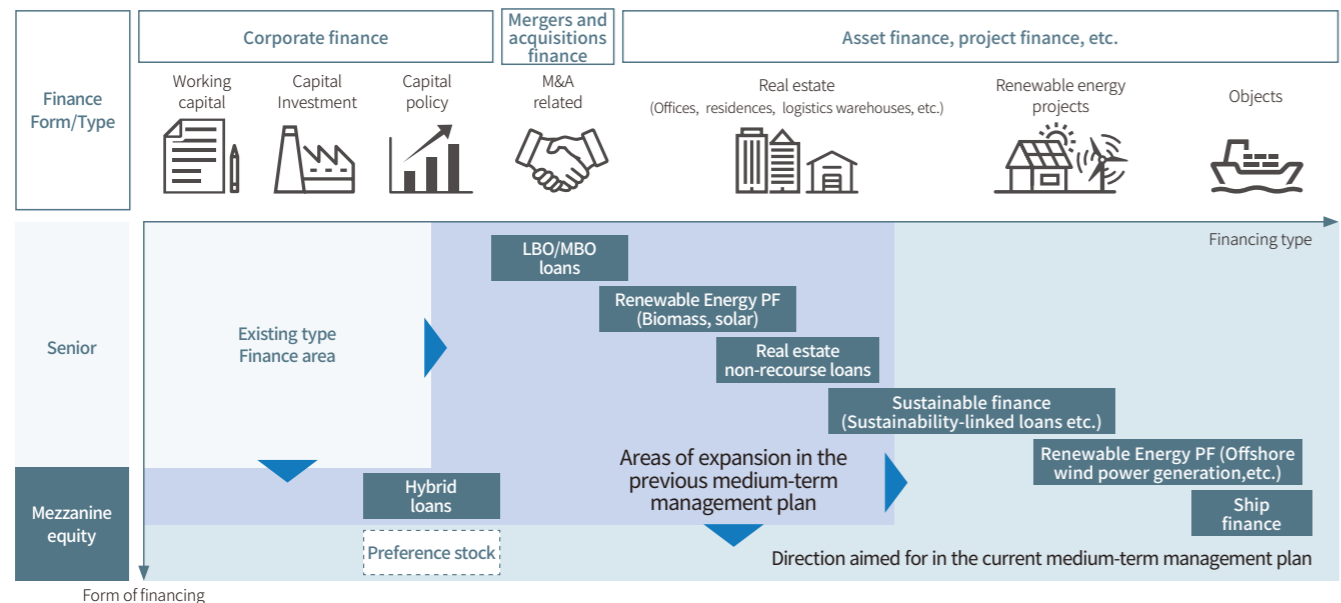 Finance
Form/Type
Corporate finance
Mergers and
acquisitions
finance
Asset finance, project finance, etc.
Working
capital
Capital
Investment
Capital
policy
M&A
related
Real estate
(Offices, residences, logistics warehouses, etc.)
Renewable energy
projects
Objects
Financing type
Senior
Existing type
Finance area
LBO/MBO
loans
Renewable Energy PF
(Biomass, solar)
Real estate
non-recourse loans
Sustainable finance
(Sustainability-linked loans etc.)
Renewable Energy PF (Offshore
wind power generation,etc.)
Ship
finance
Areas of expansion in the
previous medium-term
management plan
Mezzanine
equity
Hybrid
loans
Preference stock
Direction aimed for in the current medium-term management plan
Form of financing